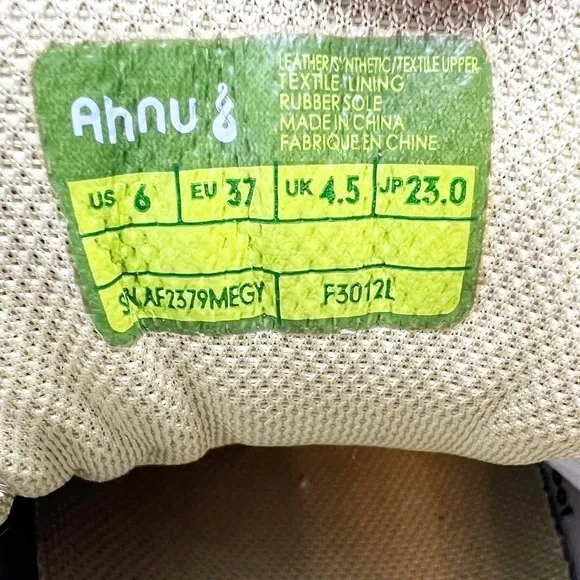 Ahnu
LEATHER/SYNTHETIC/TEXTILE UPPER
TEXTILE LINING
RUBBER SOLE
MADE IN CHINA
FABRIQUE EN CHINE
US 6 EU 37 UK 4.5 JP 23.0
SN AF2379MEGY F3012L